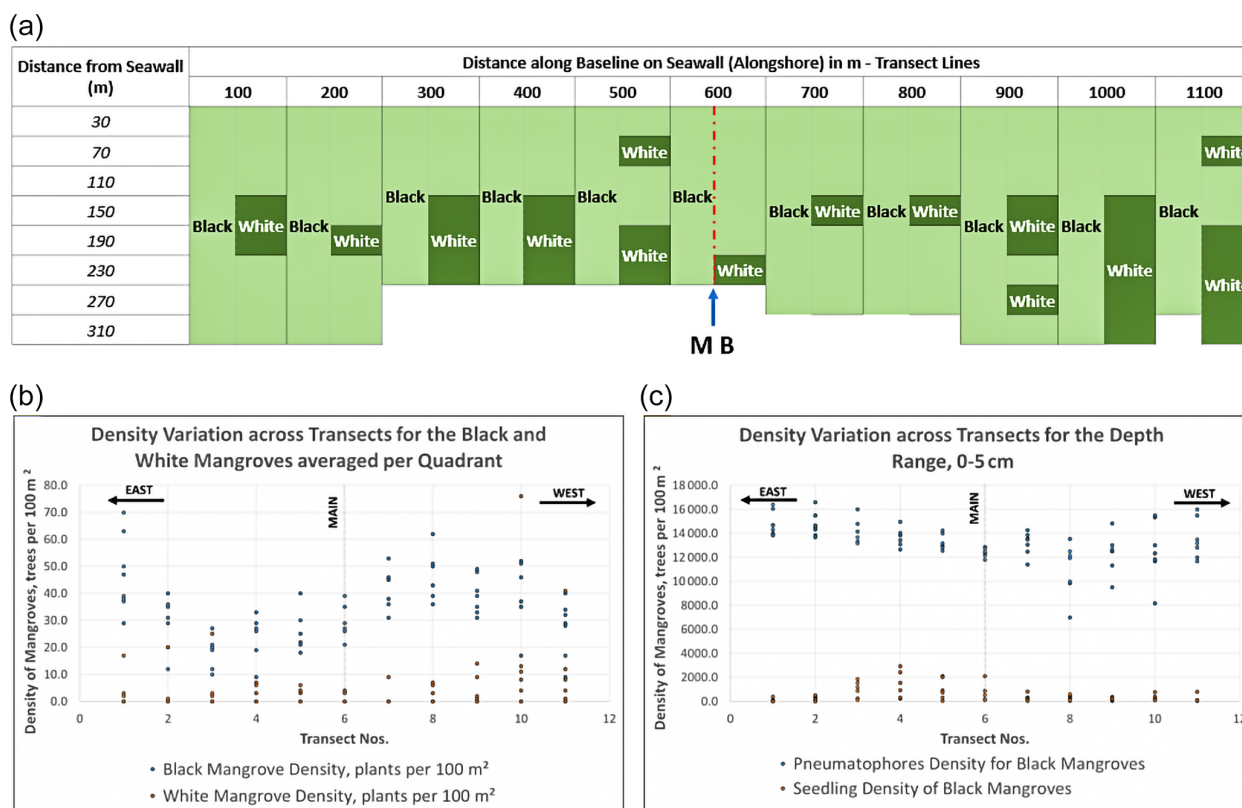 (a)
Distance from Seawall
(m)
Distance along Baseline on Seawall (Alongshore) in m - Transect Lines
100 200 300 400 500 600 700 800 900 1000 1100
30
70 White White
110 Black Black Black Black
150 White Black White Black White
190 Black White Black White White White White White Black White Black White
230 White White
270 White
310
M B
(b)
Density Variation across Transects for the Black and
White Mangroves averaged per Quadrant
Density of Mangroves, trees per 100 m²
80.0
70.0
60.0
50.0
40.0
30.0
20.0
10.0
0.0
EAST
MAIN
WEST
0 2 4 6 8 10 12
Transect Nos.
• Black Mangrove Density, plants per 100 m²
• White Mangrove Density, plants per 100 m²
(c)
Density Variation across Transects for the Depth
Range, 0-5 cm
Density of Mangroves, trees per 100 m²
18 000.0
16 000.0
14 000.0
12 000.0
10 000.0
8000.0
6000.0
4000.0
2000.0
0.0
EAST
MAIN
WEST
0 2 4 6 8 10 12
Transect Nos.
• Pneumatophores Density for Black Mangroves
• Seedling Density of Black Mangroves